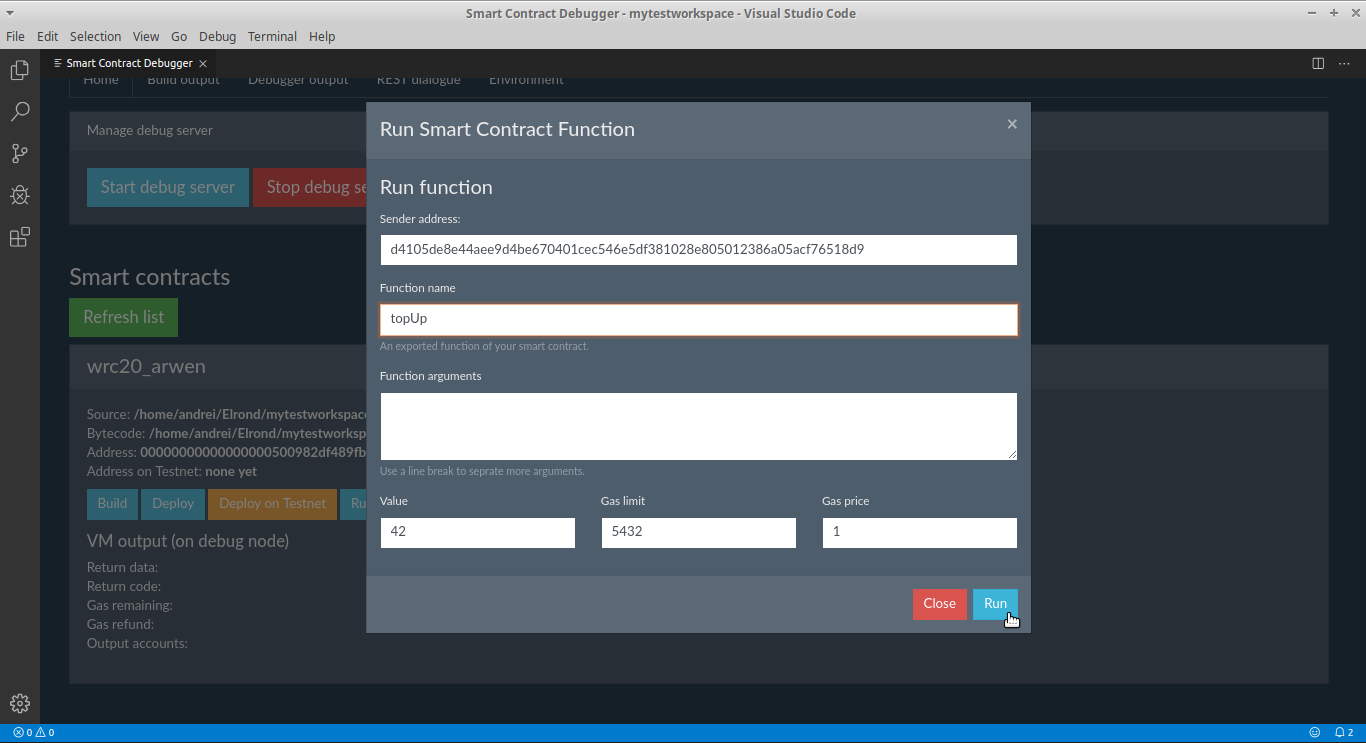 Smart Contract Debugger - mytestworkspace - Visual Studio Code
File Edit Selection View Go Debug Terminal Help
Smart Contract Debugger
Home Build output Debugger output REST dialogue Environment
Manage debug server
Start debug server Stop debug se
Smart contracts
Refresh list
wrc20_arwen
Source: /home/andrei/Elrond/mytestworkspace
Bytecode: /home/andrei/Elrond/mytestworksp
Address: 00000000000000000500982df489fb
Address on Testnet: none yet
Build Deploy Deploy on Testnet Ru
VM output (on debug node)
Return data:
Return code:
Gas remaining:
Gas refund:
Output accounts:
Run Smart Contract Function ×
Run function
Sender address:
d4105de8e44aee9d4be670401cec546e5df381028e805012386a05acf76518d9
Function name
topUp
An exported function of your smart contract.
Function arguments
Use a line break to seprate more arguments.
Value Gas limit Gas price
42 5432 1
Close Run
0 0 2